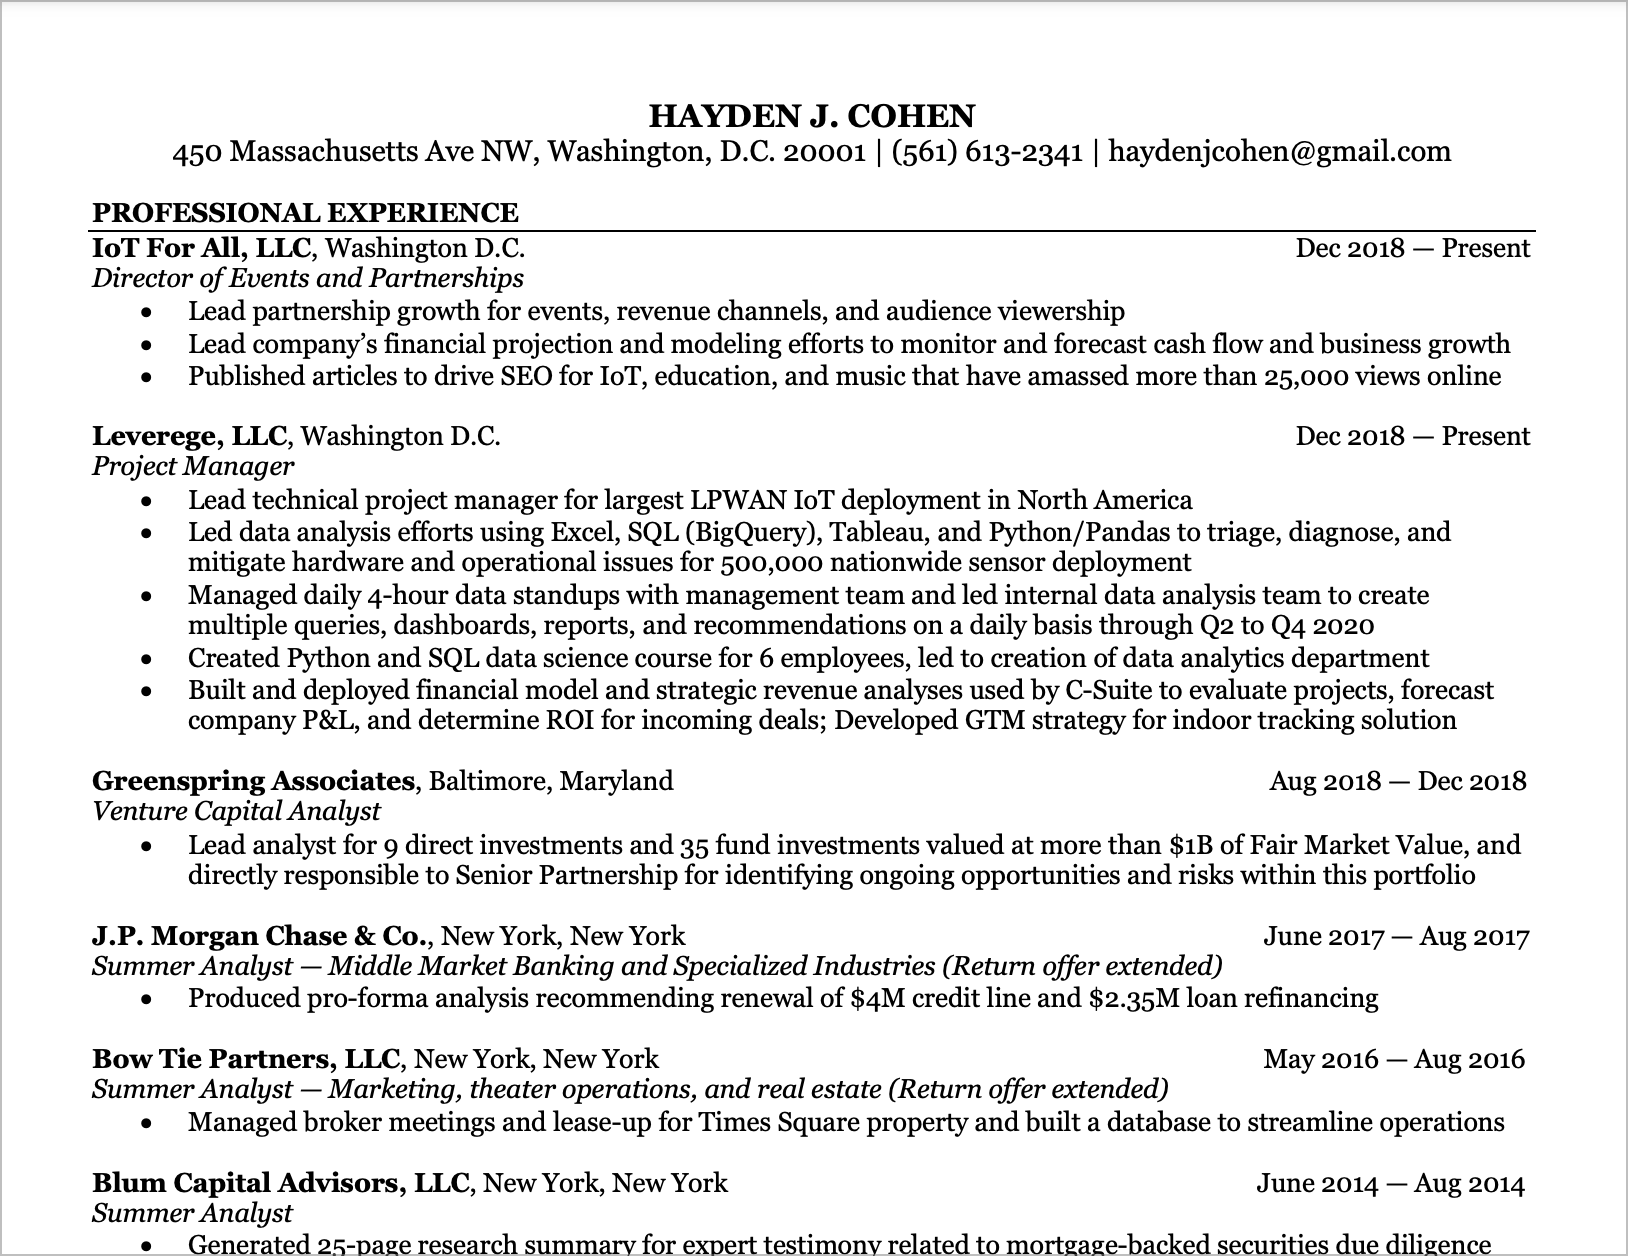 HAYDEN J. COHEN
450 Massachusetts Ave NW, Washington, D.C. 20001 | (561) 613-2341 | haydenjcohen@gmail.com
PROFESSIONAL EXPERIENCE
IoT For All, LLC, Washington D.C. Dec 2018 — Present
Director of Events and Partnerships
• Lead partnership growth for events, revenue channels, and audience viewership
• Lead company’s financial projection and modeling efforts to monitor and forecast cash flow and business growth
• Published articles to drive SEO for IoT, education, and music that have amassed more than 25,000 views online
Leverege, LLC, Washington D.C. Dec 2018 — Present
Project Manager
• Lead technical project manager for largest LPWAN IoT deployment in North America
• Led data analysis efforts using Excel, SQL (BigQuery), Tableau, and Python/Pandas to triage, diagnose, and
mitigate hardware and operational issues for 500,000 nationwide sensor deployment
• Managed daily 4-hour data standups with management team and led internal data analysis team to create
multiple queries, dashboards, reports, and recommendations on a daily basis through Q2 to Q4 2020
• Created Python and SQL data science course for 6 employees, led to creation of data analytics department
• Built and deployed financial model and strategic revenue analyses used by C-Suite to evaluate projects, forecast
company P&L, and determine ROI for incoming deals; Developed GTM strategy for indoor tracking solution
Greenspring Associates, Baltimore, Maryland Aug 2018 — Dec 2018
Venture Capital Analyst
• Lead analyst for 9 direct investments and 35 fund investments valued at more than $1B of Fair Market Value, and
directly responsible to Senior Partnership for identifying ongoing opportunities and risks within this portfolio
J.P. Morgan Chase & Co., New York, New York June 2017 — Aug 2017
Summer Analyst — Middle Market Banking and Specialized Industries (Return offer extended)
• Produced pro-forma analysis recommending renewal of $4M credit line and $2.35M loan refinancing
Bow Tie Partners, LLC, New York, New York May 2016 — Aug 2016
Summer Analyst — Marketing, theater operations, and real estate (Return offer extended)
• Managed broker meetings and lease-up for Times Square property and built a database to streamline operations
Blum Capital Advisors, LLC, New York, New York June 2014 — Aug 2014
Summer Analyst
• Generated 25-page research summary for expert testimony related to mortgage-backed securities due diligence